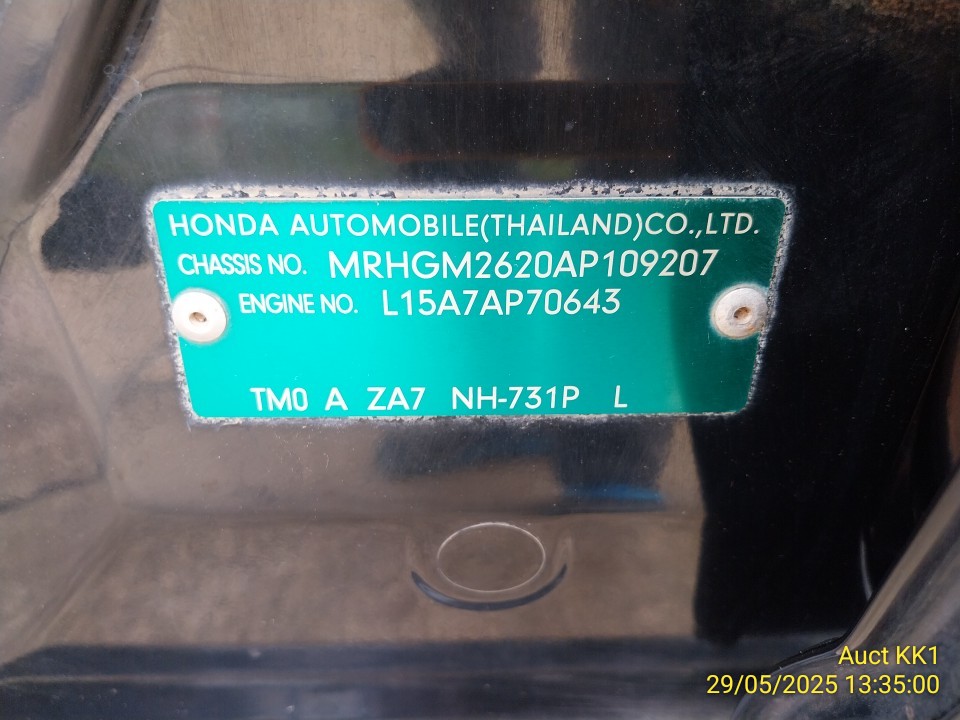 HONDA AUTOMOBILE(THAILAND)CO.,LTD.
CHASSIS NO. MRHGM2620AP109207
ENGINE NO. L15A7AP70643
TM0 A ZA7 NH-731P L
Auct KK1
29/05/2025 13:35:00